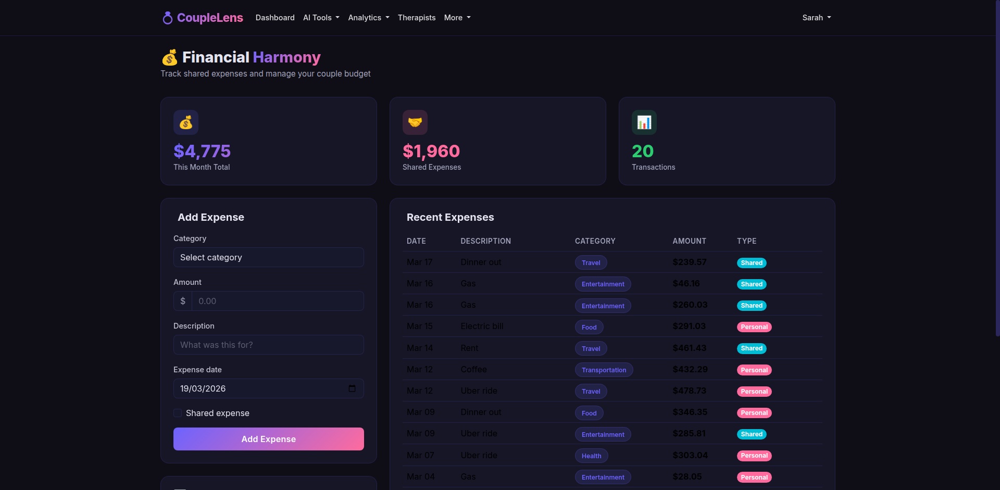 CoupleLens Dashboard AI Tools Analytics Therapists More Sarah
💰 Financial Harmony
Track shared expenses and manage your couple budget
$4,775
This Month Total
$1,960
Shared Expenses
20
Transactions
Add Expense
Category
Select category
Amount
$ 0.00
Description
What was this for?
Expense date
19/03/2026
Shared expense
Add Expense
Recent Expenses
DATE DESCRIPTION CATEGORY AMOUNT TYPE
Mar 17 Dinner out Travel $239.57 Shared
Mar 16 Gas Entertainment $46.16 Shared
Mar 16 Gas Entertainment $260.03 Shared
Mar 15 Electric bill Food $291.03 Personal
Mar 14 Rent Travel $461.43 Shared
Mar 12 Coffee Transportation $432.29 Personal
Mar 12 Uber ride Travel $478.73 Personal
Mar 09 Dinner out Food $346.35 Personal
Mar 09 Uber ride Entertainment $285.81 Shared
Mar 07 Uber ride Health $303.04 Personal
Mar 04 Gas Entertainment $28.05 Personal